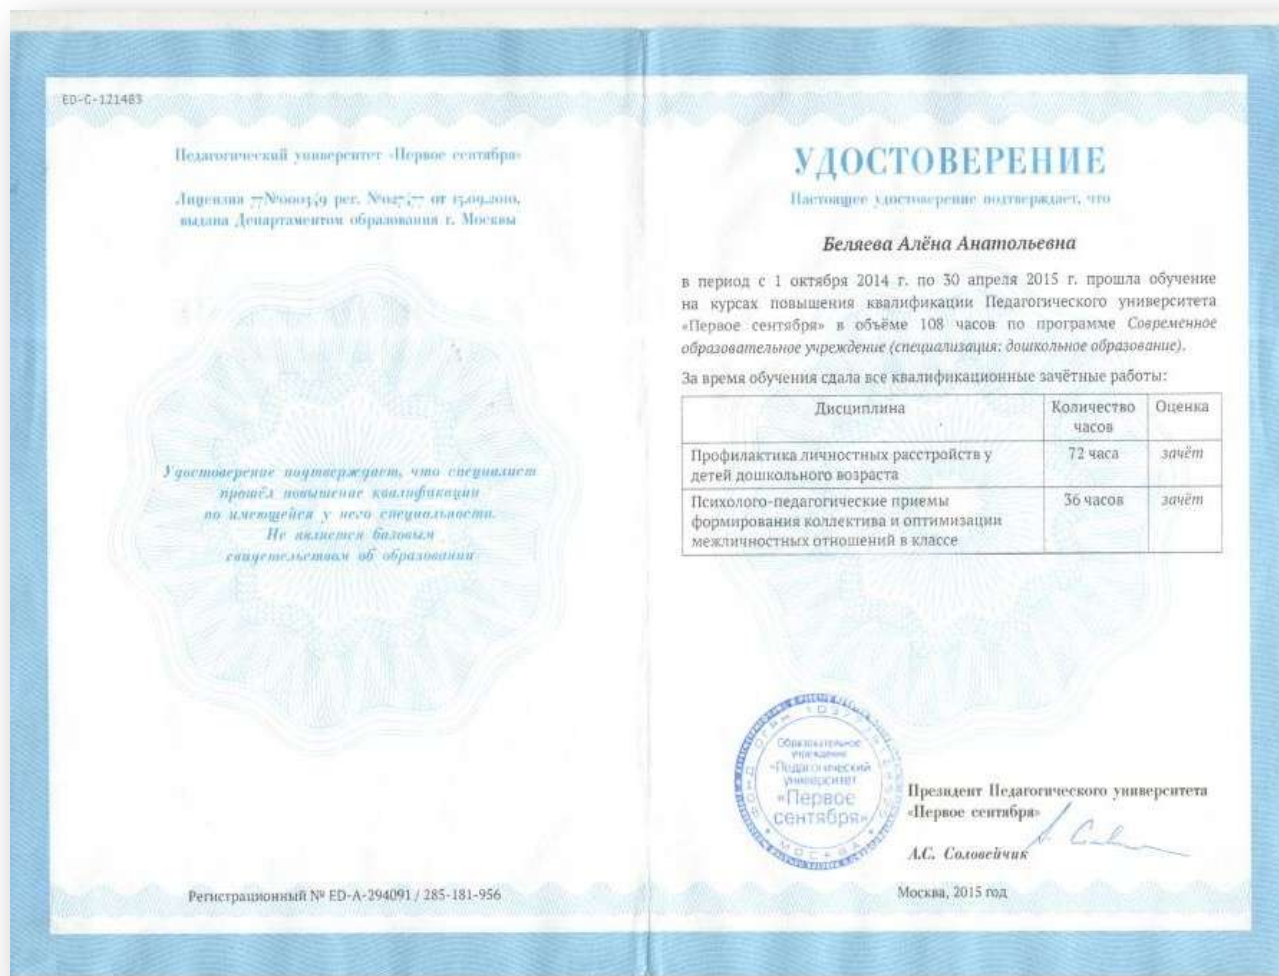 ED-C-121483
Педагогический университет «Первое сентября»
Лицензия 77 рег. от 15.09.2010,
выдана Департаментом образования г. Москвы
Удостоверение подтверждает, что специалист
прошёл повышение квалификации
по имеющейся у него специальности.
Не является базовым
свидетельством об образовании
Регистрационный № ED-A-294091 / 285-181-956
УДОСТОВЕРЕНИЕ
Настоящее удостоверение подтверждает, что
Беляева Алёна Анатольевна
в период с 1 октября 2014 г. по 30 апреля 2015 г. прошла обучение
на курсах повышения квалификации Педагогического университета
«Первое сентября» в объёме 108 часов по программе Современное
образовательное учреждение (специализация: дошкольное образование).
За время обучения сдала все квалификационные зачётные работы:
Дисциплина Количество часов Оценка
Профилактика личностных расстройств у 72 часа зачёт
детей дошкольного возраста
Психолого-педагогические приемы 36 часов зачёт
формирования коллектива и оптимизации
межличностных отношений в классе
Образовательное
учреждение
«Педагогический
университет
«Первое
сентября»
МОСКВА
Президент Педагогического университета
«Первое сентября»
А.С. Соловейчик
Москва, 2015 год